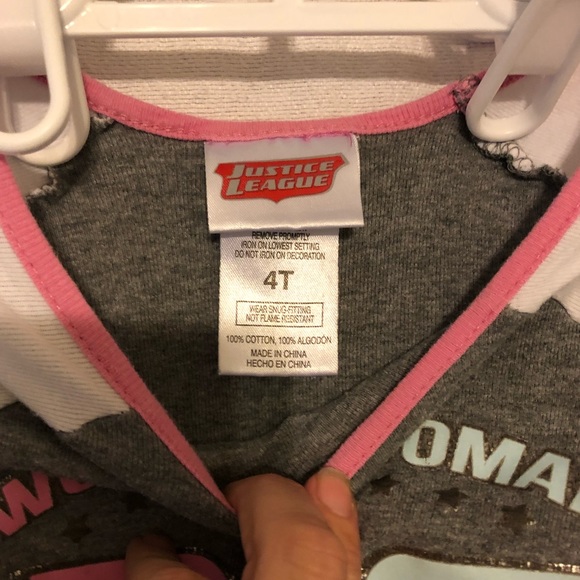 JUSTICE
LEAGUE
REMOVE PROMPTLY
IRON ON LOWEST SETTING
DO NOT IRON ON DECORATION
4T
WEAR SNUG-FITTING
NOT FLAME RESISTANT
100% COTTON, 100% ALGODÓN
MADE IN CHINA
HECHO EN CHINA
WO
OMA